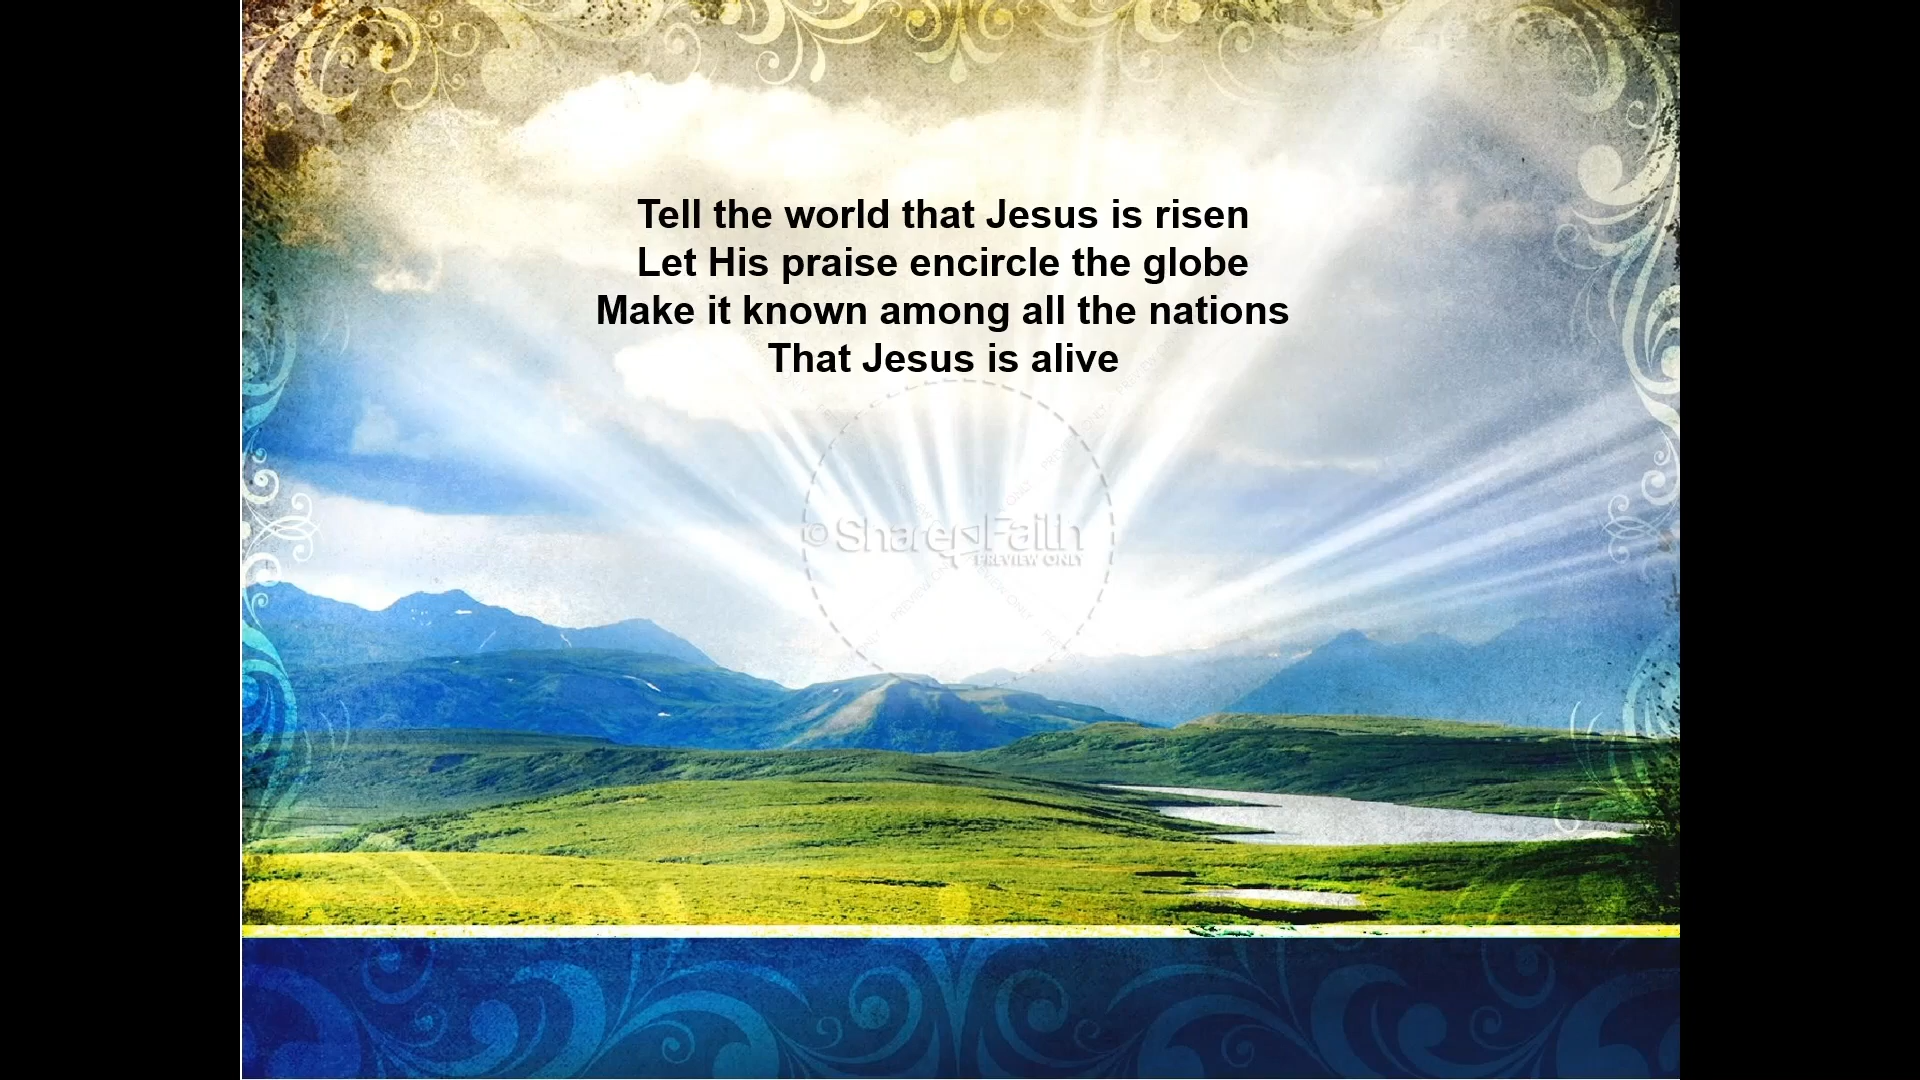 Tell the world that Jesus is risen
Let His praise encircle the globe
Make it known among all the nations
That Jesus is alive
© ShareFaith
PREVIEW ONLY